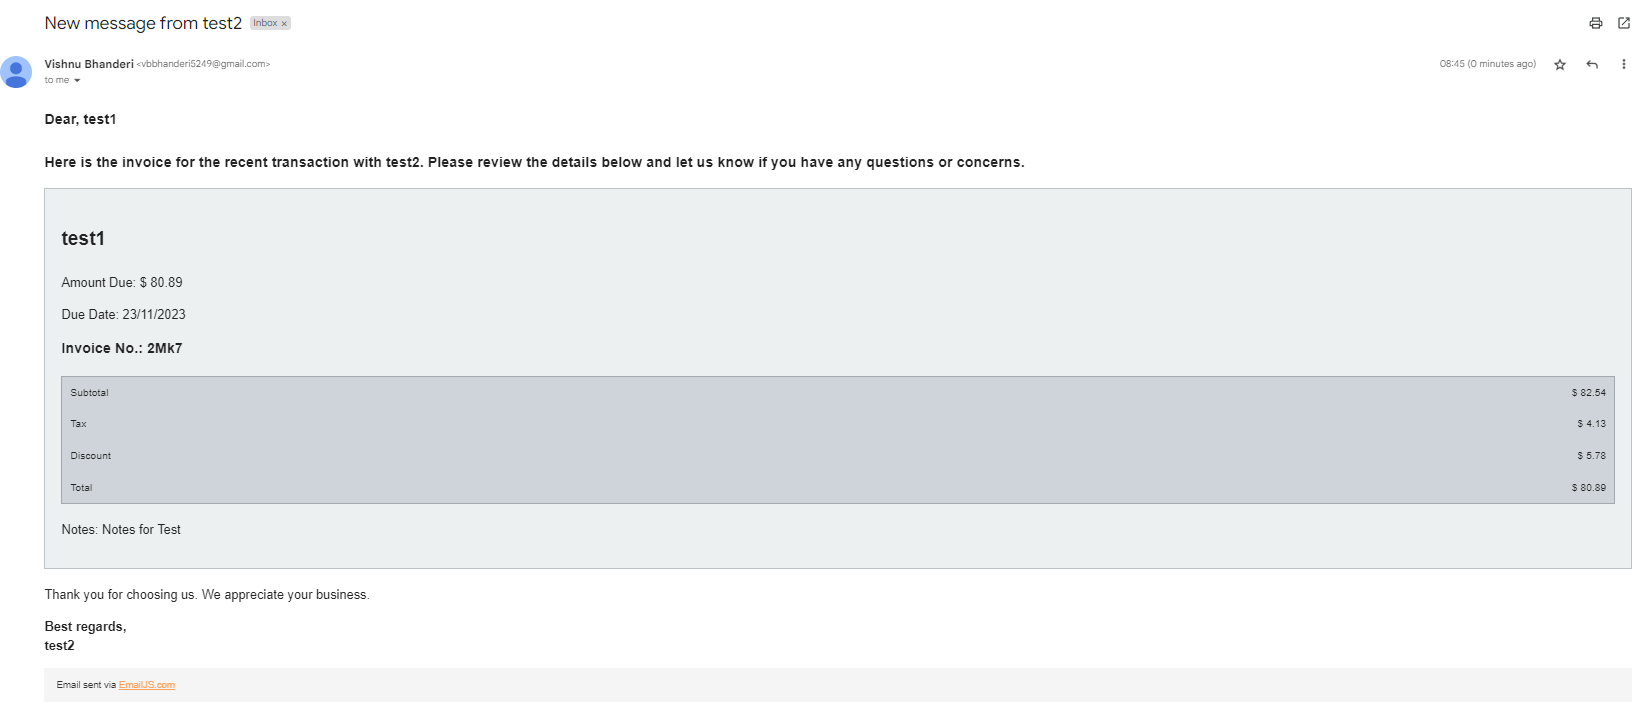 New message from test2 Inbox ×
Vishnu Bhanderi <vbbhanderi5249@gmail.com> 08:45 (0 minutes ago)
to me
Dear, test1
Here is the invoice for the recent transaction with test2. Please review the details below and let us know if you have any questions or concerns.
test1
Amount Due: $ 80.89
Due Date: 23/11/2023
Invoice No.: 2Mk7
Subtotal $ 82.54
Tax $ 4.13
Discount $ 5.78
Total $ 80.89
Notes: Notes for Test
Thank you for choosing us. We appreciate your business.
Best regards,
test2
Email sent via EmailJS.com